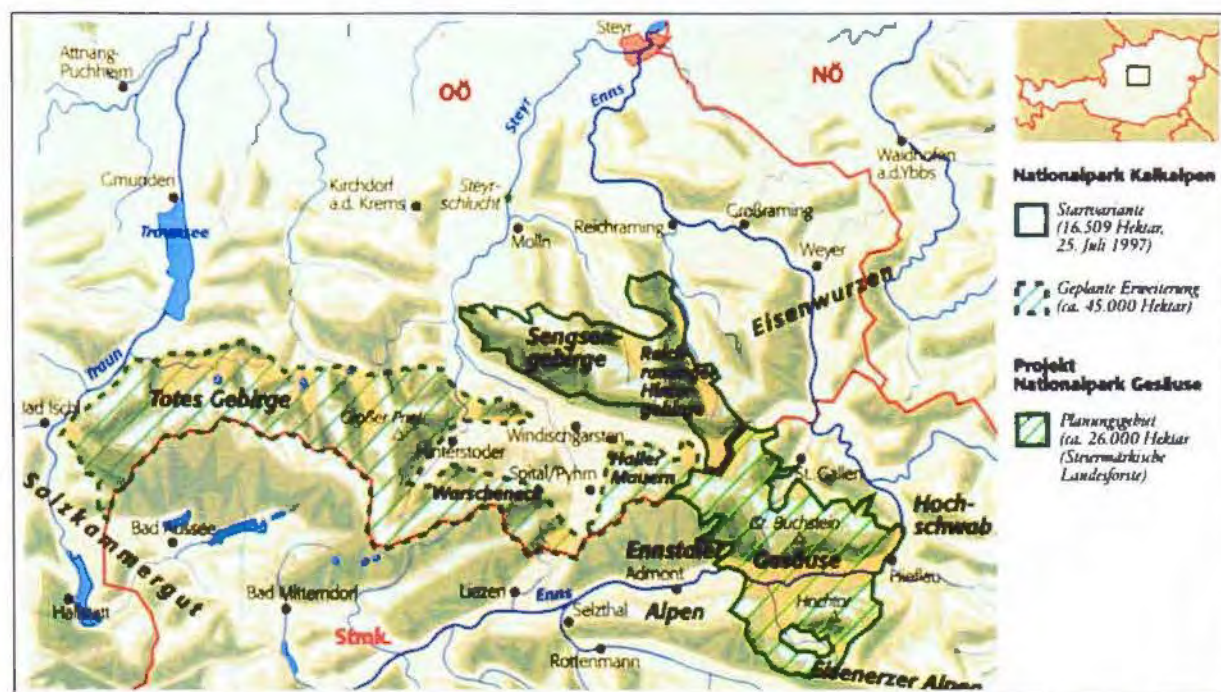 Steyr
Attnang-
Puchheim
OÖ
NÖ
Enns
Steyr
Waidhofen
a.d.Ybbs
Gmunden
Kirchdorf
a.d. Krems
Steyr-
schlucht
Traunsee
Reichraming
Großraming
Molln
Weyer
Eisenwurzen
Sengsen-
gebirge
Traun
Totes Gebirge
Großer Priel
Bad Ischl
Windischgarsten
Hinterstoder
Haller
Mauern
Spital/Pyhrn
St. Gallen
Warscheneck
Hoch-
schwab
Salzkammergut
Bad Aussee
Gr. Buchstein
Ennstaler
Gesäuse
Admont
Hieflau
Hallstatt
Bad Mitterndorf
Liezen
Enns
Alpen
Hochtor
Selzthal
Stmk.
Rottenmann
Eisenerzer Alpen
Nationalpark Kalkalpen
Startvariante
(16.509 Hektar,
25. Juli 1997)
Geplante Erweiterung
(ca. 45.000 Hektar)
Projekt
Nationalpark Gesäuse
Planungsgebiet
(ca. 26.000 Hektar
(Steiermärkische
Landesforste)